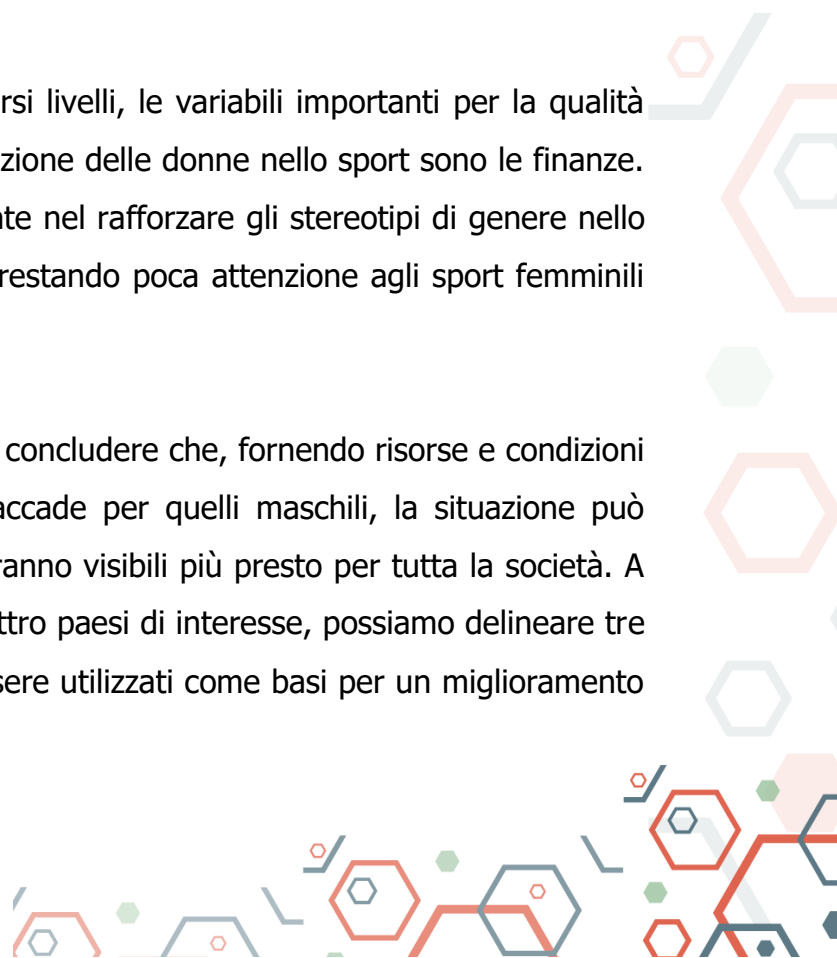 rsi livelli, le variabili importanti per la qualità
zione delle donne nello sport sono le finanze.
nte nel rafforzare gli stereotipi di genere nello
restando poca attenzione agli sport femminili
concludere che, fornendo risorse e condizioni
accade per quelli maschili, la situazione può
ranno visibili più presto per tutta la società. A
ttro paesi di interesse, possiamo delineare tre
sere utilizzati come basi per un miglioramento